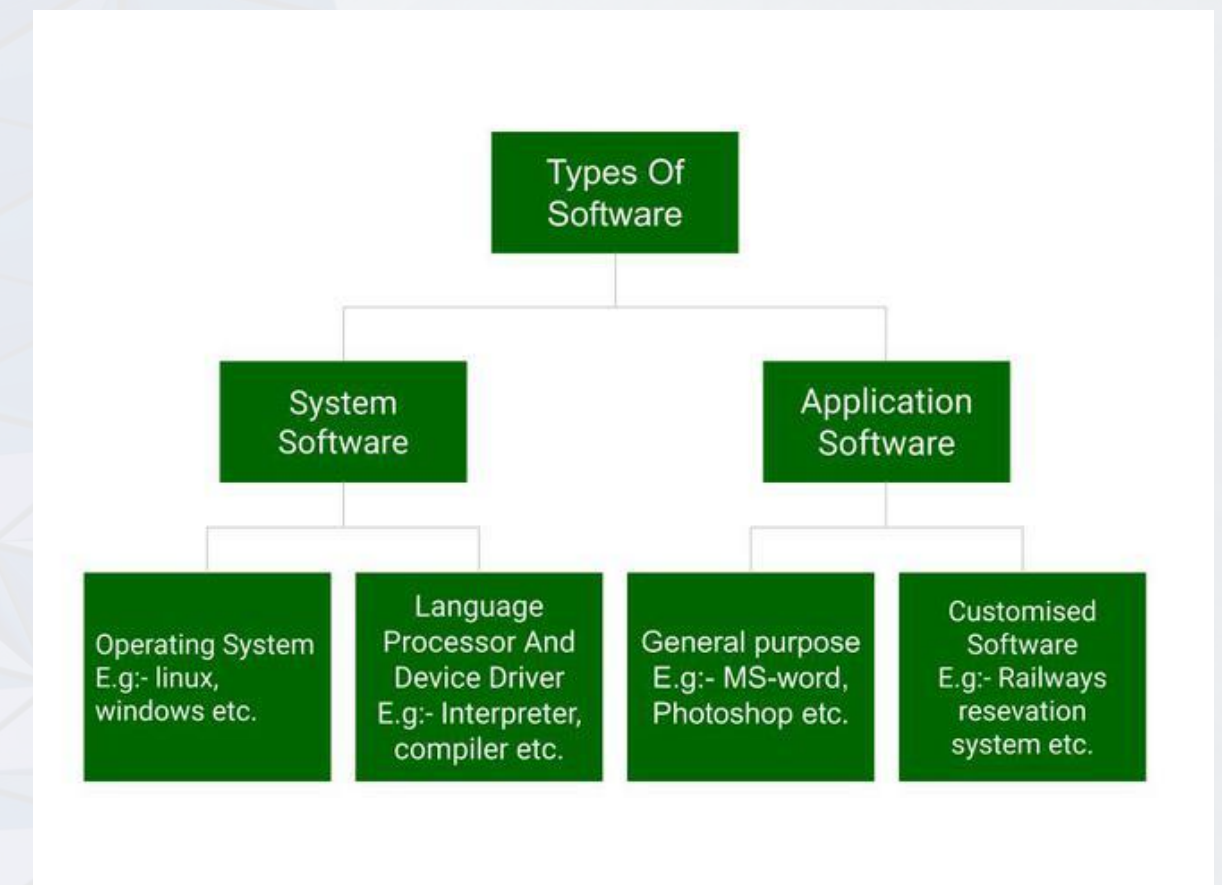 Types Of
Software
System
Software
Application
Software
Operating System
E.g:- linux,
windows etc.
Language
Processor And
Device Driver
E.g:- Interpreter,
compiler etc.
General purpose
E.g:- MS-word,
Photoshop etc.
Customised
Software
E.g:- Railways
resevation
system etc.